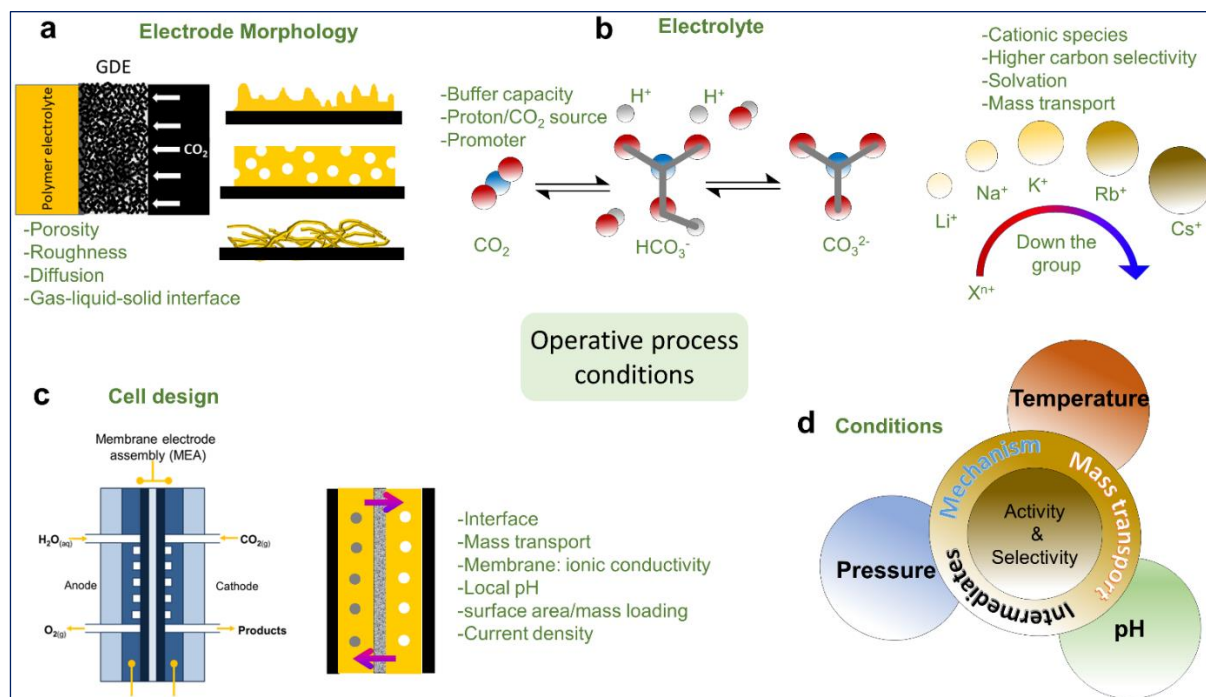 a
Electrode Morphology
GDE
Polymer electrolyte
CO₂
-Porosity
-Roughness
-Diffusion
-Gas-liquid-solid interface
b
Electrolyte
-Buffer capacity
-Proton/CO₂ source
-Promoter
H⁺
H⁺
CO₂
HCO₃⁻
CO₃²⁻
-Cationic species
-Higher carbon selectivity
-Solvation
-Mass transport
Li⁺
Na⁺
K⁺
Rb⁺
Cs⁺
Down the
group
Xⁿ⁺
Operative process
conditions
c
Cell design
Membrane electrode
assembly (MEA)
H₂O₍aq₎
CO₂₍g₎
Anode
Cathode
O₂₍g₎
Products
-Interface
-Mass transport
-Membrane: ionic conductivity
-Local pH
-surface area/mass loading
-Current density
d
Conditions
Temperature
Pressure
pH
Mechanism
Mass transport
Intermediates
Activity
&
Selectivity